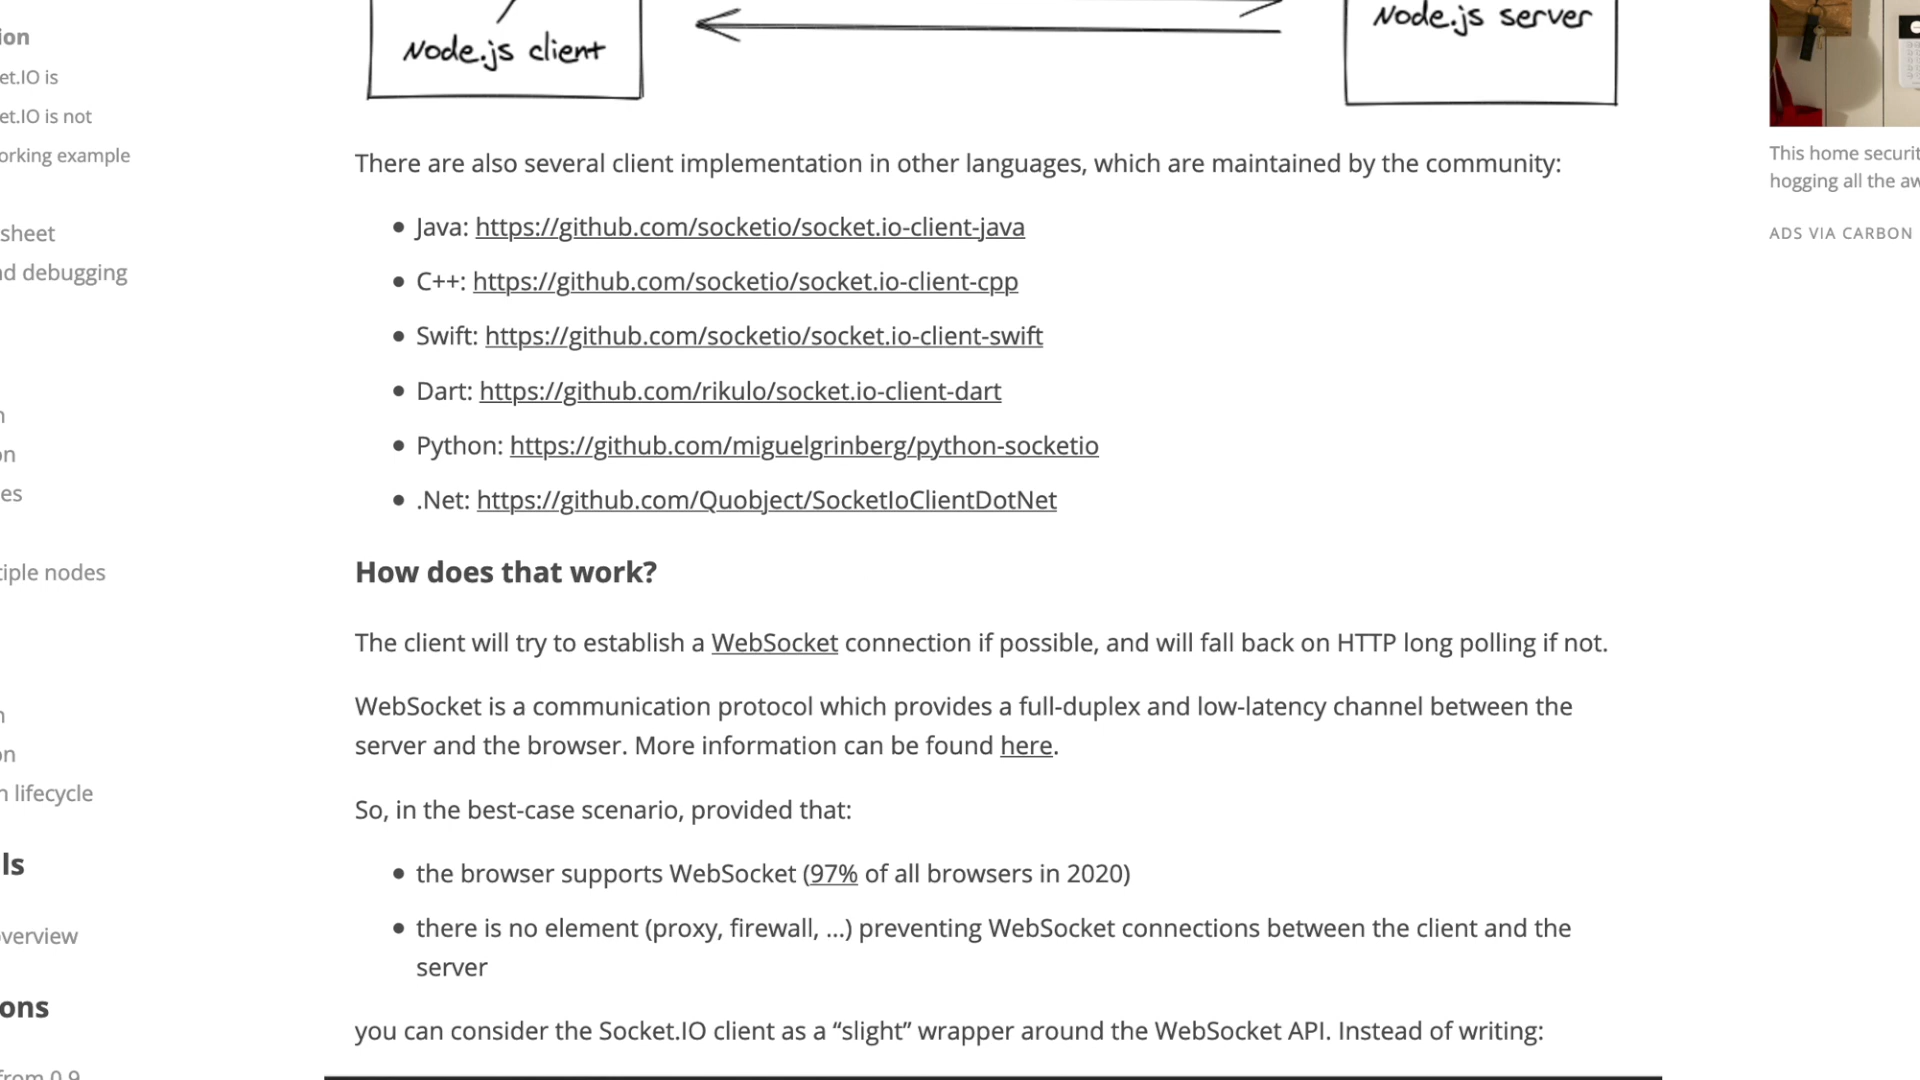 Node.js client
Node.js server
ion
et.IO is
et.IO is not
orking example
sheet
nd debugging
n
on
es
tiple nodes
n
on
n lifecycle
ls
overview
ons
from 0.9
There are also several client implementation in other languages, which are maintained by the community:
• Java: https://github.com/socketio/socket.io-client-java
• C++: https://github.com/socketio/socket.io-client-cpp
• Swift: https://github.com/socketio/socket.io-client-swift
• Dart: https://github.com/rikulo/socket.io-client-dart
• Python: https://github.com/miguelgrinberg/python-socketio
• .Net: https://github.com/Quobject/SocketIoClientDotNet
How does that work?
The client will try to establish a WebSocket connection if possible, and will fall back on HTTP long polling if not.
WebSocket is a communication protocol which provides a full-duplex and low-latency channel between the
server and the browser. More information can be found here.
So, in the best-case scenario, provided that:
• the browser supports WebSocket (97% of all browsers in 2020)
• there is no element (proxy, firewall, ...) preventing WebSocket connections between the client and the
server
you can consider the Socket.IO client as a “slight” wrapper around the WebSocket API. Instead of writing:
This home securit
hogging all the aw
ADS VIA CARBON